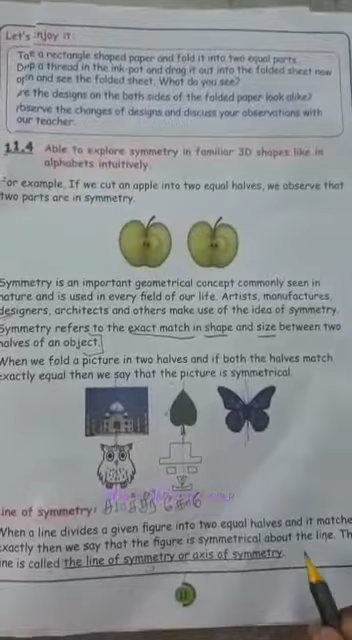 Let's enjoy it:
Take a rectangle shaped paper and fold it into two equal parts.
Drp a thread in the ink-pot and drag it out into the folded sheet now
open and see the folded sheet. What do you see?
Are the designs on the both sides of the folded paper look alike?
Observe the changes of designs and discuss your observations with
our teacher.
11.4 Able to explore symmetry in familiar 3D shapes like in
alphabets intuitively.
For example. If we cut an apple into two equal halves, we observe that
two parts are in symmetry.
Symmetry is an important geometrical concept commonly seen in
nature and is used in every field of our life. Artists, manufactures,
designers, architects and others make use of the idea of symmetry.
Symmetry refers to the exact match in shape and size between two
halves of an object.
When we fold a picture in two halves and if both the halves match
exactly equal then we say that the picture is symmetrical.
Line of symmetry:
When a line divides a given figure into two equal halves and it matches
exactly then we say that the figure is symmetrical about the line. The
line is called the line of symmetry or axis of symmetry.